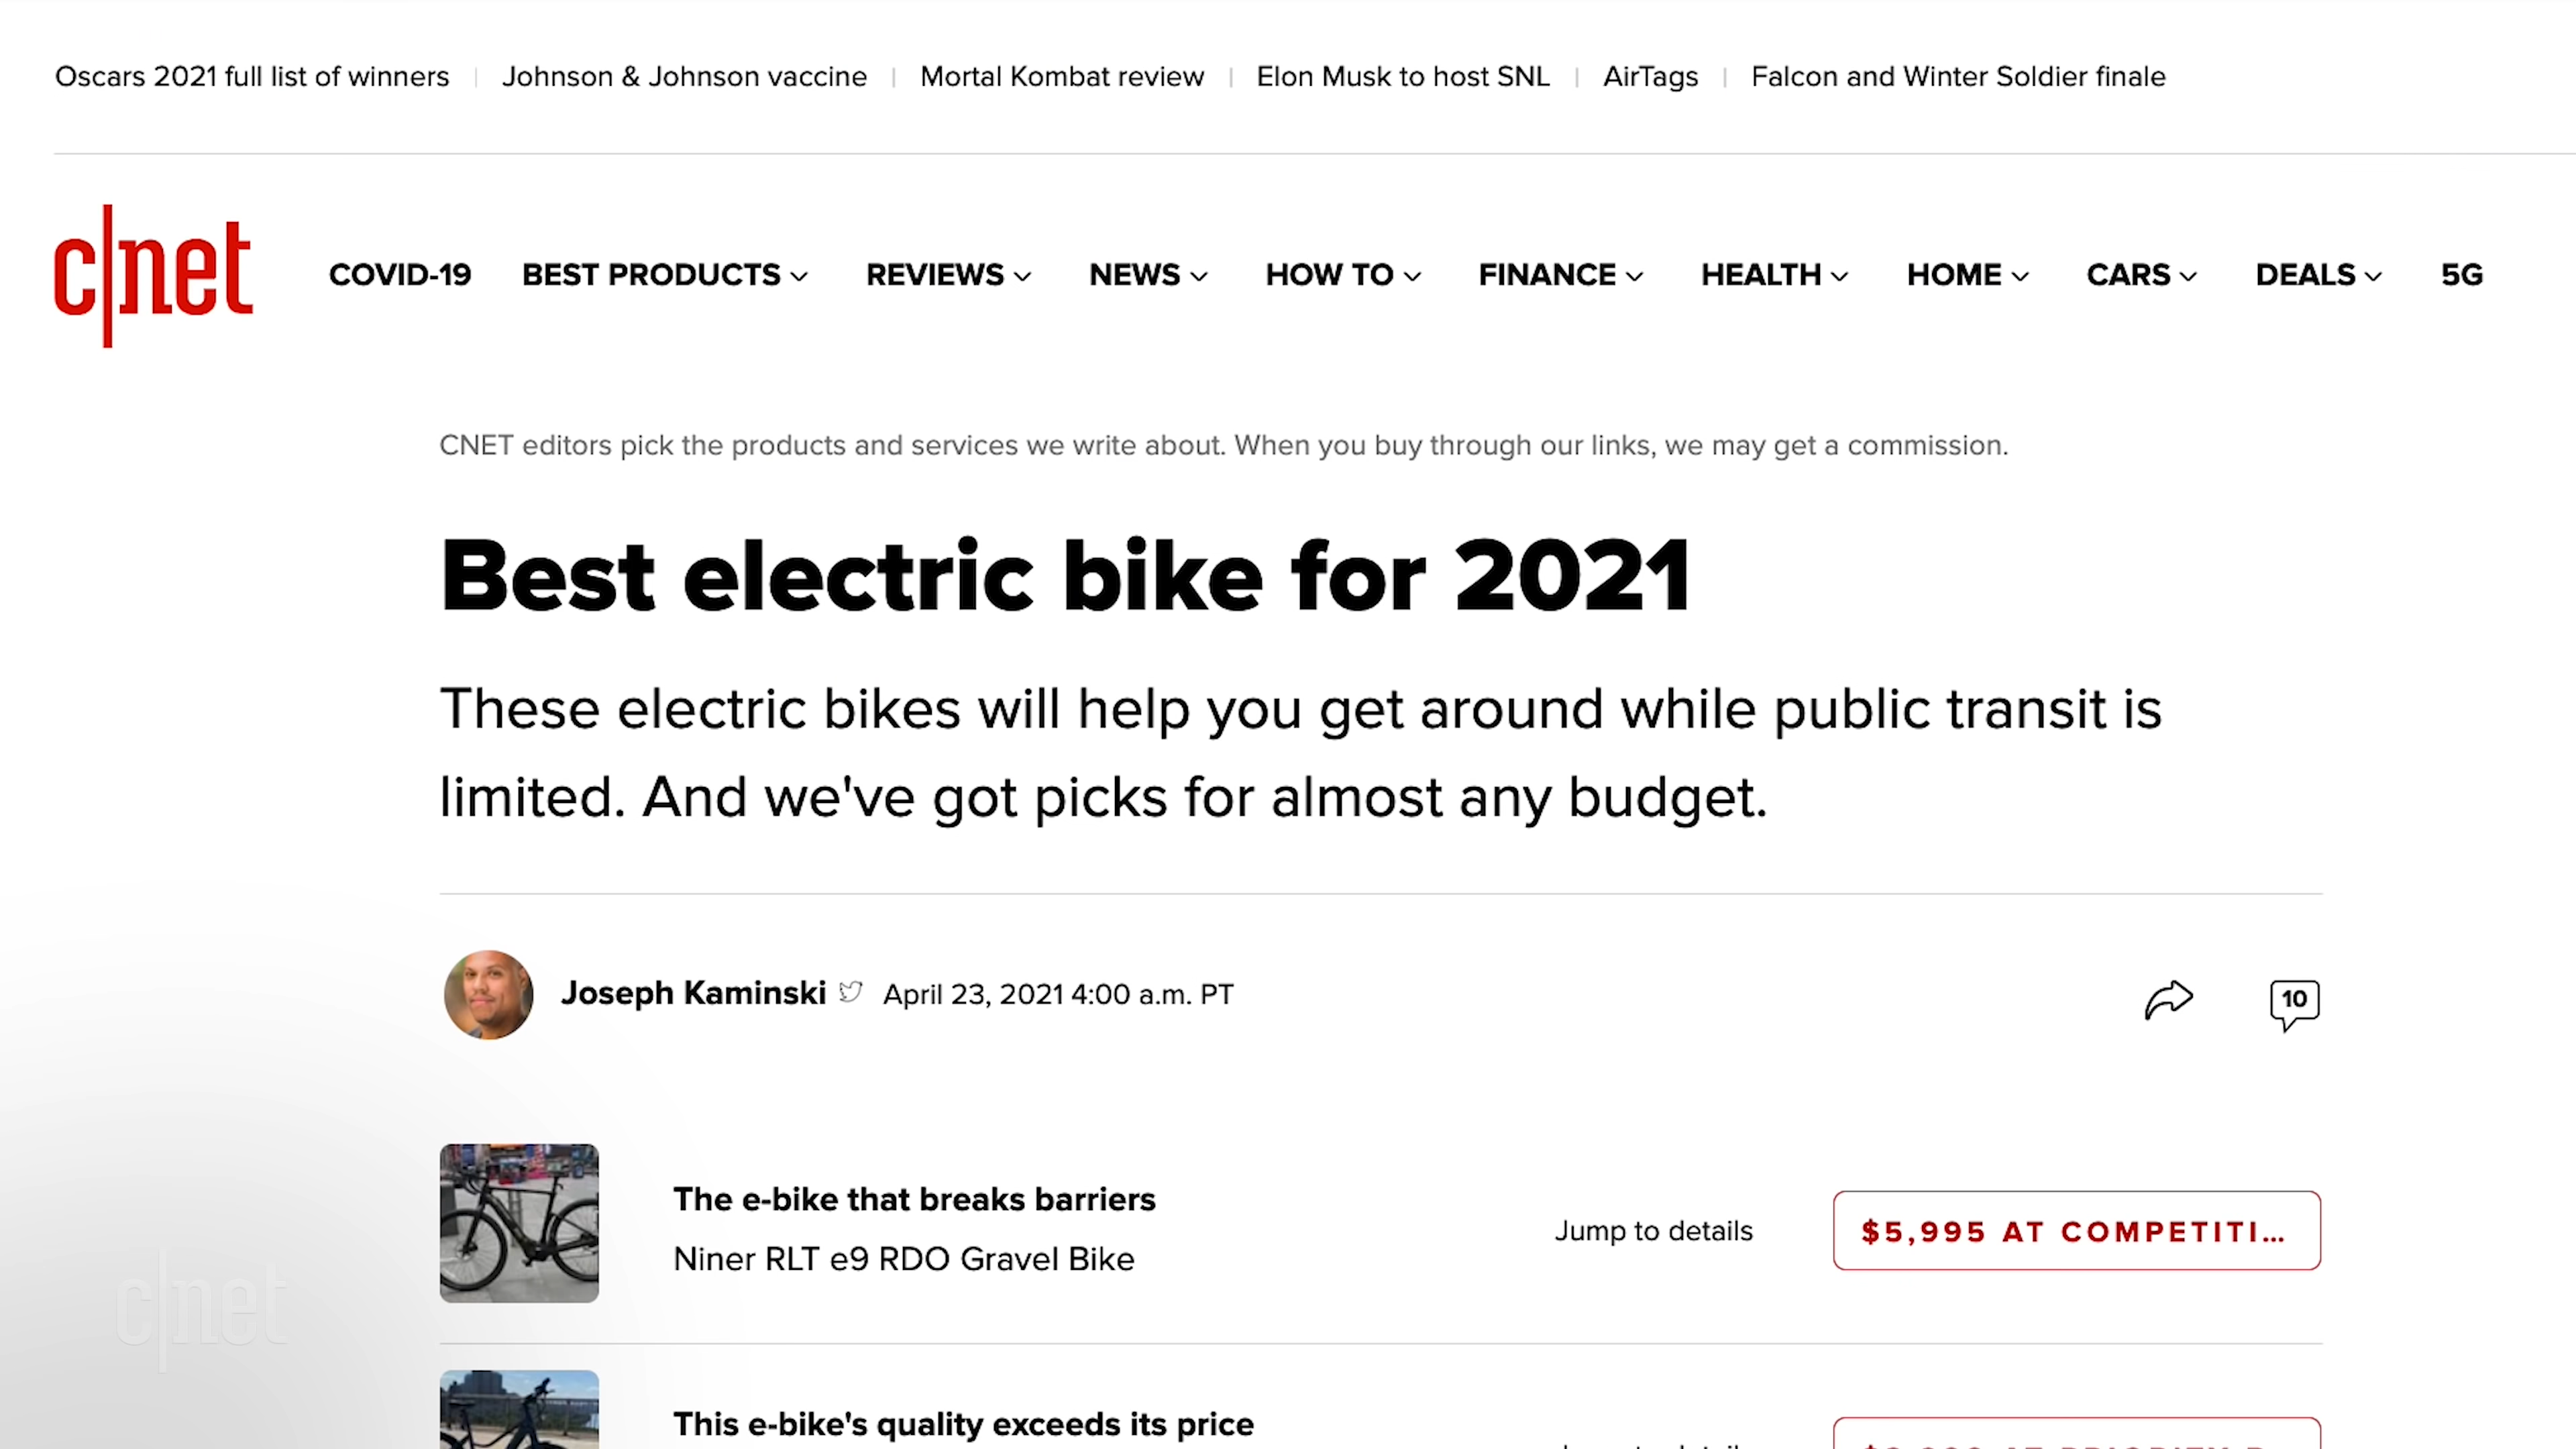 Oscars 2021 full list of winners | Johnson & Johnson vaccine | Mortal Kombat review | Elon Musk to host SNL | AirTags | Falcon and Winter Soldier finale
c|net COVID-19 BEST PRODUCTS REVIEWS NEWS HOW TO FINANCE HEALTH HOME CARS DEALS 5G
CNET editors pick the products and services we write about. When you buy through our links, we may get a commission.
Best electric bike for 2021
These electric bikes will help you get around while public transit is
limited. And we've got picks for almost any budget.
Joseph Kaminski April 23, 2021 4:00 a.m. PT
10
The e-bike that breaks barriers
Niner RLT e9 RDO Gravel Bike
Jump to details
$5,995 AT COMPETITI...
c|net
This e-bike's quality exceeds its price